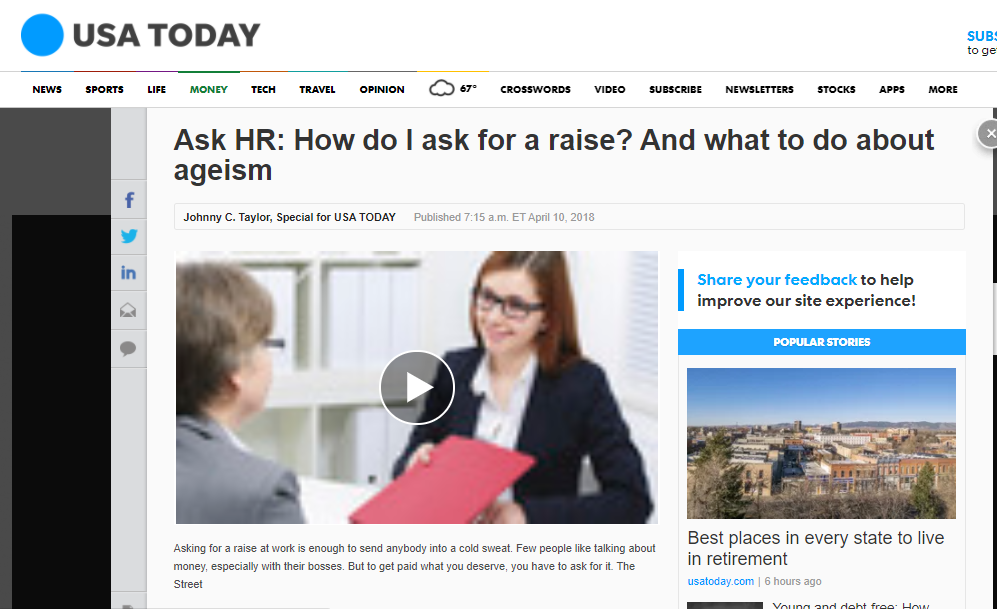 USA TODAY
SUBS
to ge
NEWS SPORTS LIFE MONEY TECH TRAVEL OPINION 67° CROSSWORDS VIDEO SUBSCRIBE NEWSLETTERS STOCKS APPS MORE
Ask HR: How do I ask for a raise? And what to do about
ageism
Johnny C. Taylor, Special for USA TODAY Published 7:15 a.m. ET April 10, 2018
Asking for a raise at work is enough to send anybody into a cold sweat. Few people like talking about
money, especially with their bosses. But to get paid what you deserve, you have to ask for it. The
Street
Share your feedback to help
improve our site experience!
POPULAR STORIES
Best places in every state to live
in retirement
usatoday.com | 6 hours ago
Young and debt free: How